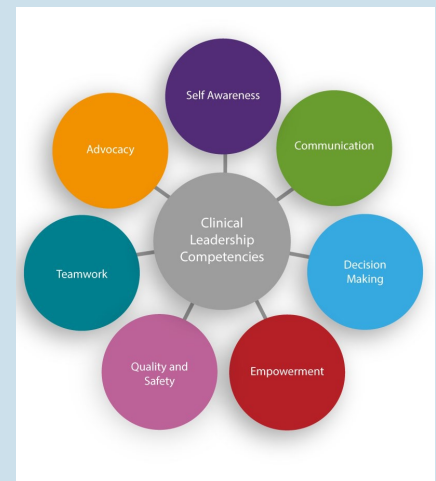 Self Awareness
Communication
Decision
Making
Empowerment
Quality and
Safety
Teamwork
Advocacy
Clinical
Leadership
Competencies